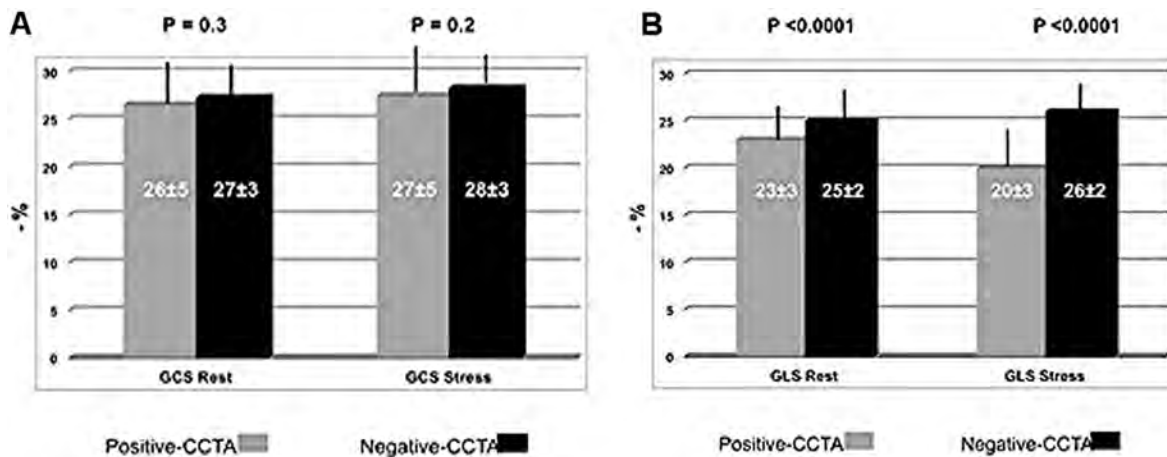 A P = 0.3 P = 0.2
30
25
20
15
10
5
0
- %
26±5 27±3 27±5 28±3
GCS Rest GCS Stress
Positive-CCTA Negative-CCTA
B P <0.0001 P <0.0001
30
25
20
15
10
5
0
- %
23±3 25±2 20±3 26±2
GLS Rest GLS Stress
Positive-CCTA Negative-CCTA